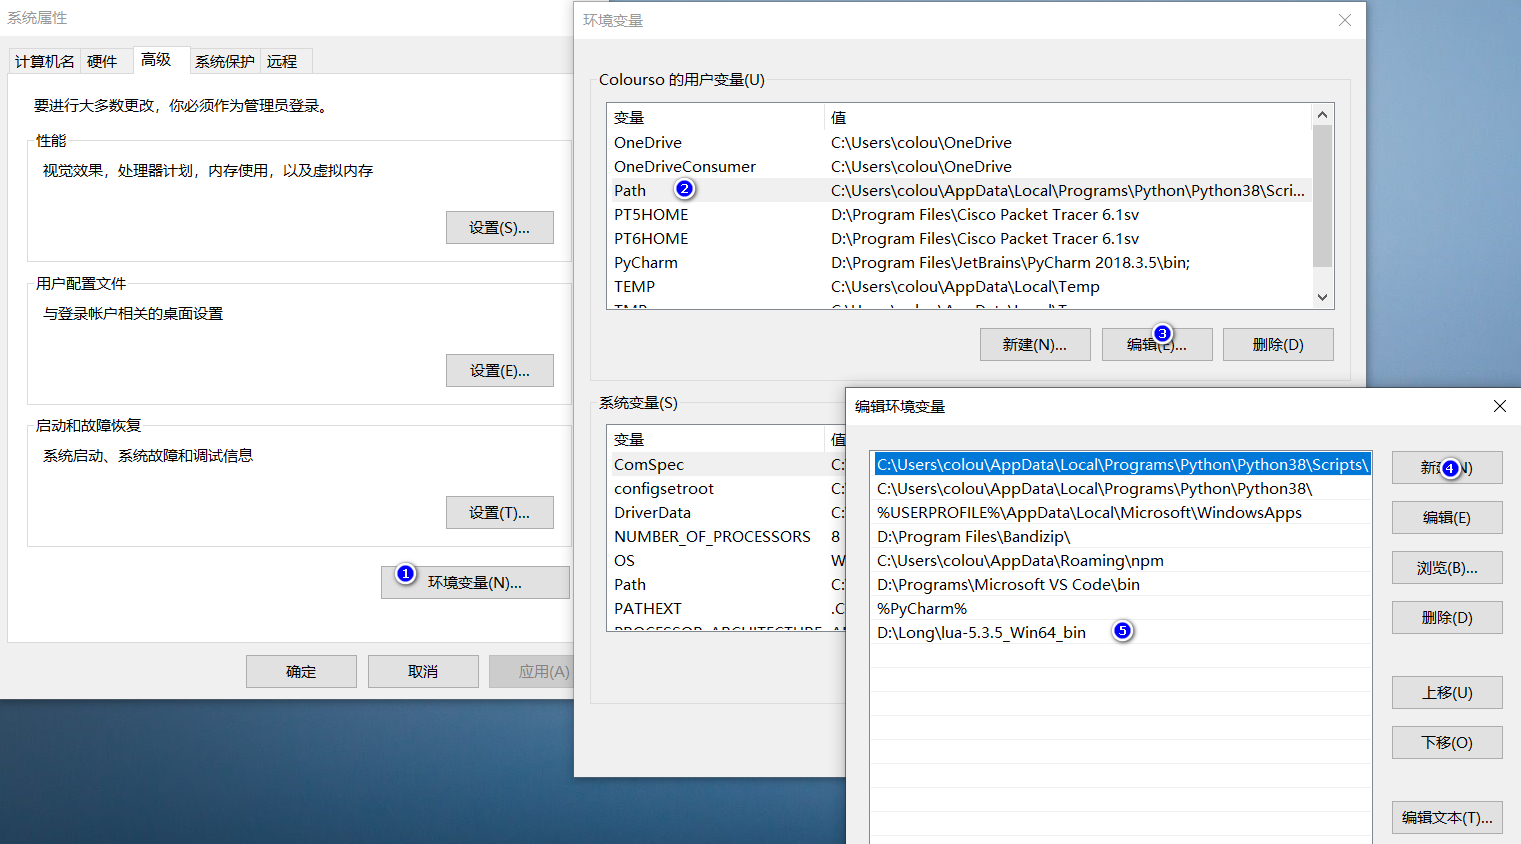 系统属性
计算机名
硬件
高级
系统保护
远程
要进行大多数更改，你必须作为管理员登录。
性能
视觉效果，处理器计划，内存使用，以及虚拟内存
设置(S)...
用户配置文件
与登录帐户相关的桌面设置
设置(E)...
启动和故障恢复
系统启动、系统故障和调试信息
设置(T)...
1
环境变量(N)...
确定
取消
应用(A)
环境变量
Colourso 的用户变量(U)
变量 值
OneDrive C:\Users\colou\OneDrive
OneDriveConsumer C:\Users\colou\OneDrive
Path 2 C:\Users\colou\AppData\Local\Programs\Python\Python38\Scri...
PT5HOME D:\Program Files\Cisco Packet Tracer 6.1sv
PT6HOME D:\Program Files\Cisco Packet Tracer 6.1sv
PyCharm D:\Program Files\JetBrains\PyCharm 2018.3.5\bin;
TEMP C:\Users\colou\AppData\Local\Temp
3
新建(N)...
编辑(E)...
删除(D)
系统变量(S)
变量 值
ComSpec C:
configsetroot C:
DriverData C:
NUMBER_OF_PROCESSORS 8
OS W
Path C:
PATHEXT .C
编辑环境变量
C:\Users\colou\AppData\Local\Programs\Python\Python38\Scripts\
C:\Users\colou\AppData\Local\Programs\Python\Python38\
%USERPROFILE%\AppData\Local\Microsoft\WindowsApps
D:\Program Files\Bandizip\
C:\Users\colou\AppData\Roaming\npm
D:\Programs\Microsoft VS Code\bin
%PyCharm%
D:\Long\lua-5.3.5_Win64_bin 5
新建(N)
4
编辑(E)
浏览(B)...
删除(D)
上移(U)
下移(O)
编辑文本(T)...